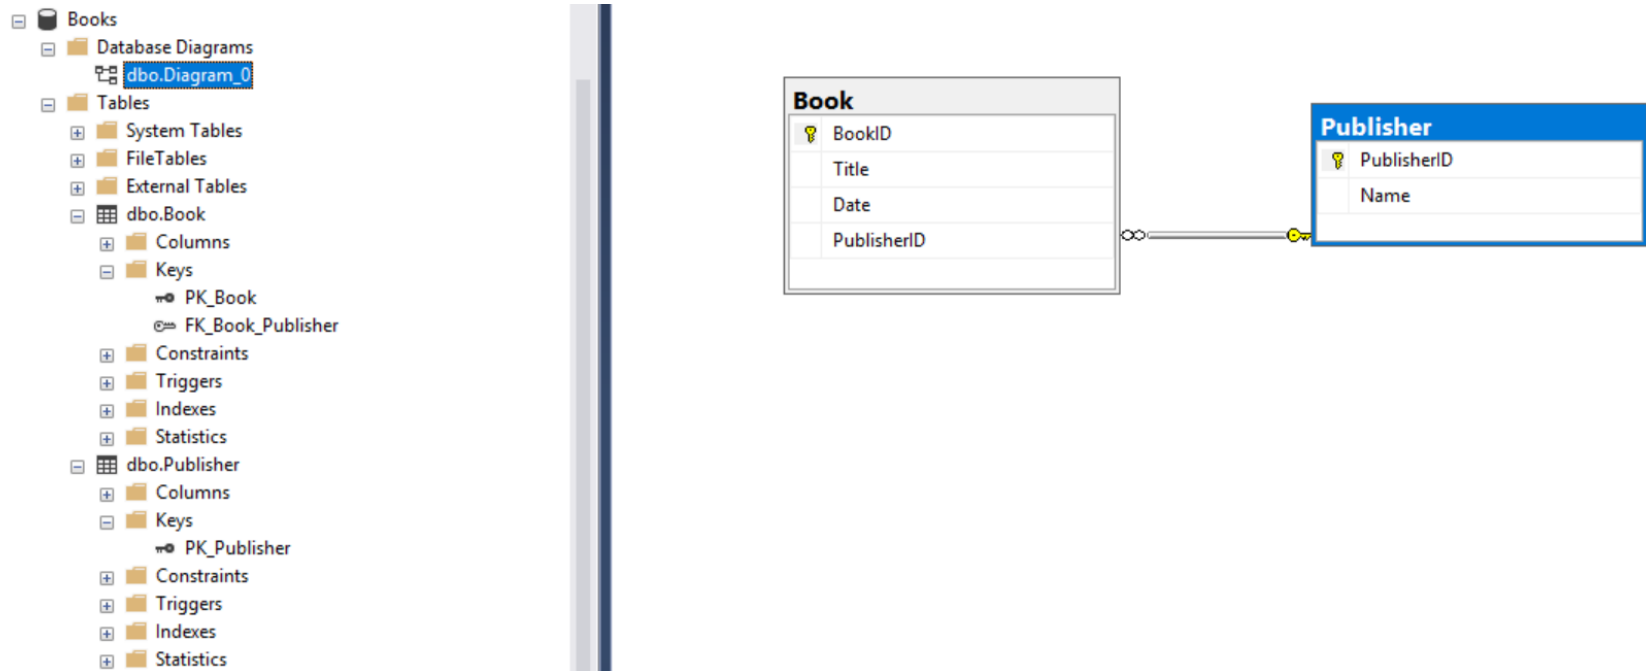 Books
Database Diagrams
dbo.Diagram_0
Tables
System Tables
FileTables
External Tables
dbo.Book
Columns
Keys
PK_Book
FK_Book_Publisher
Constraints
Triggers
Indexes
Statistics
dbo.Publisher
Columns
Keys
PK_Publisher
Constraints
Triggers
Indexes
Statistics
Book
BookID
Title
Date
PublisherID
Publisher
PublisherID
Name